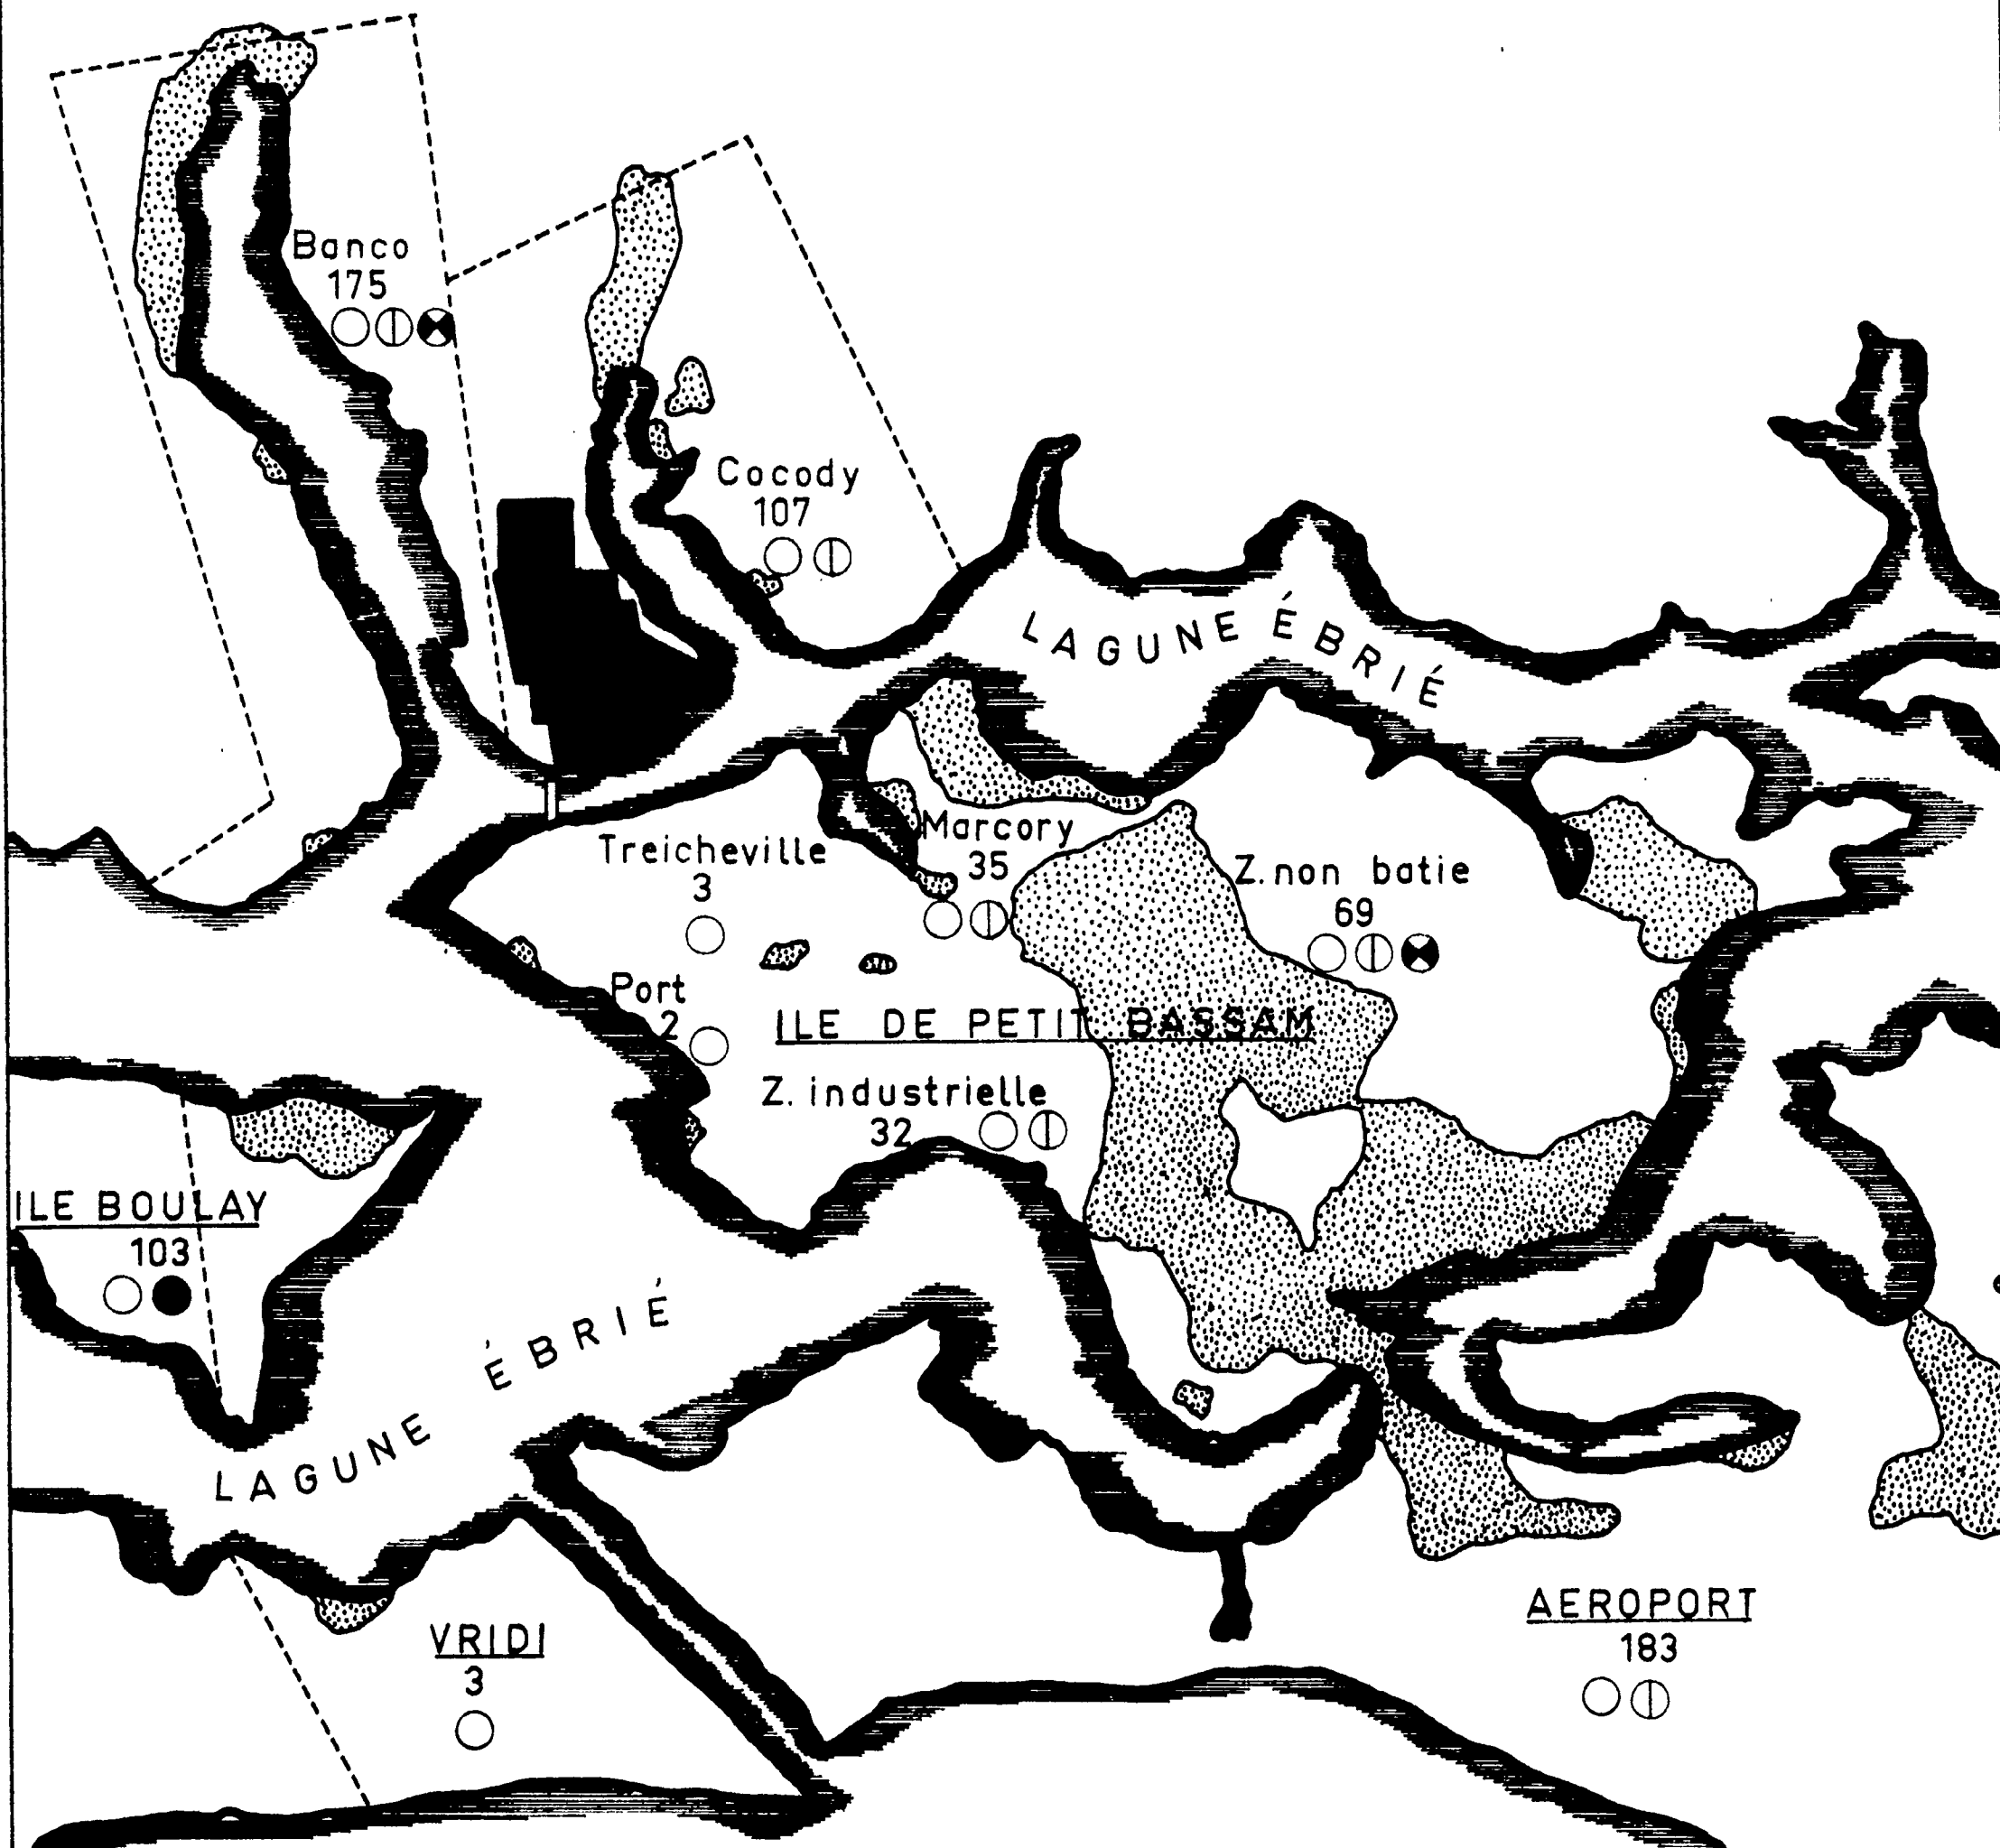 Banco
175
Cocody
107
LAGUNE ÉBRIÉ
Treicheville
3
Marcory
35
Z. non batie
69
Port
2
ILE DE PETIT BASSAM
Z. industrielle
32
ILE BOULAY
103
LAGUNE ÉBRIÉ
VRIDI
3
AEROPORT
183